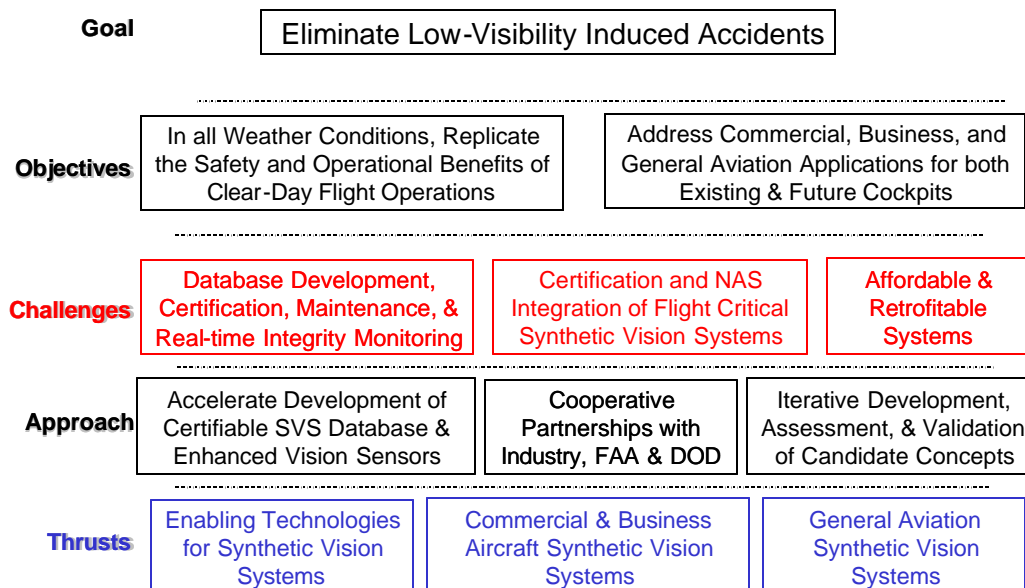 Goal
Eliminate Low-Visibility Induced Accidents
Objectives
In all Weather Conditions, Replicate
the Safety and Operational Benefits of
Clear-Day Flight Operations
Address Commercial, Business, and
General Aviation Applications for both
Existing & Future Cockpits
Challenges
Database Development,
Certification, Maintenance, &
Real-time Integrity Monitoring
Certification and NAS
Integration of Flight Critical
Synthetic Vision Systems
Affordable &
Retrofitable
Systems
Approach
Accelerate Development of
Certifiable SVS Database &
Enhanced Vision Sensors
Cooperative
Partnerships with
Industry, FAA & DOD
Iterative Development,
Assessment, & Validation
of Candidate Concepts
Thrusts
Enabling Technologies
for Synthetic Vision
Systems
Commercial & Business
Aircraft Synthetic Vision
Systems
General Aviation
Synthetic Vision
Systems